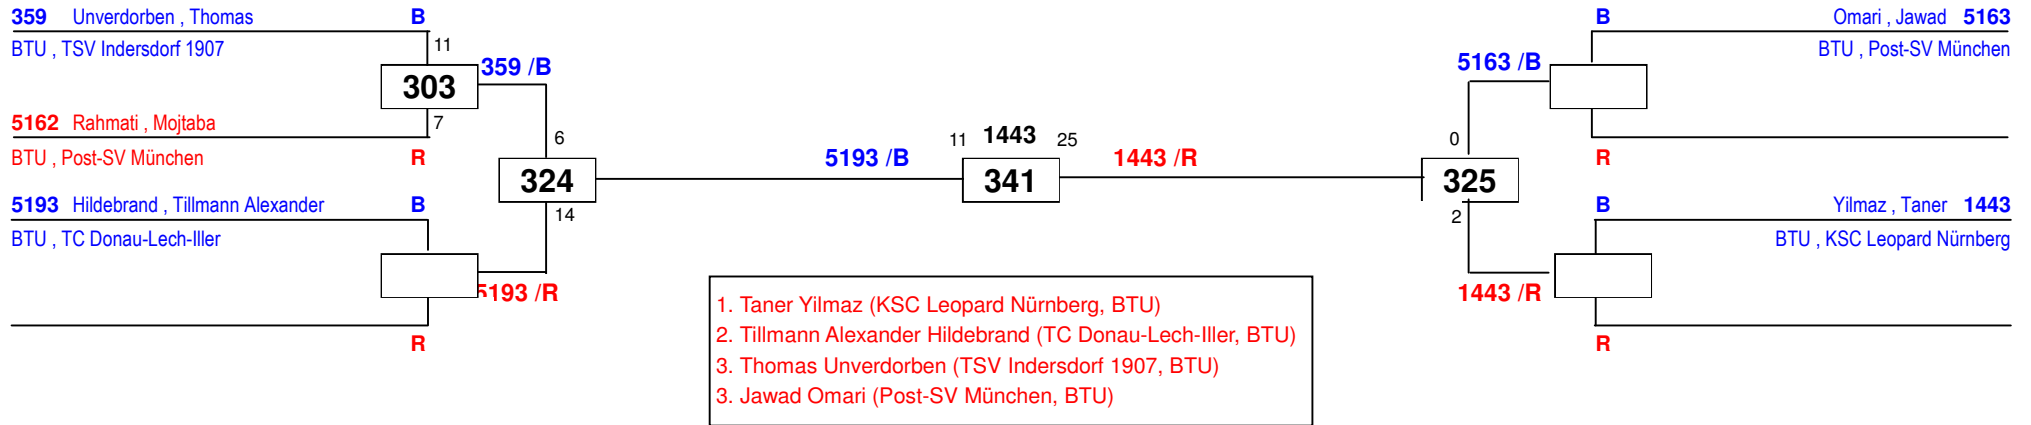 359 Unverdorben , Thomas B
BTU , TSV Indersdorf 1907
11
303
359 /B
5162 Rahmati , Mojtaba
7
BTU , Post-SV München R
6
324
14
5193 Hildebrand , Tillmann Alexander B
BTU , TC Donau-Lech-Iller
5193 /R
R
5193 /B
11 1443 25
341
1443 /R
B Omari , Jawad 5163
BTU , Post-SV München
5163 /B
0
R
325
2
B Yilmaz , Taner 1443
BTU , KSC Leopard Nürnberg
1443 /R
R
1. Taner Yilmaz (KSC Leopard Nürnberg, BTU)
2. Tillmann Alexander Hildebrand (TC Donau-Lech-Iller, BTU)
3. Thomas Unverdorben (TSV Indersdorf 1907, BTU)
3. Jawad Omari (Post-SV München, BTU)